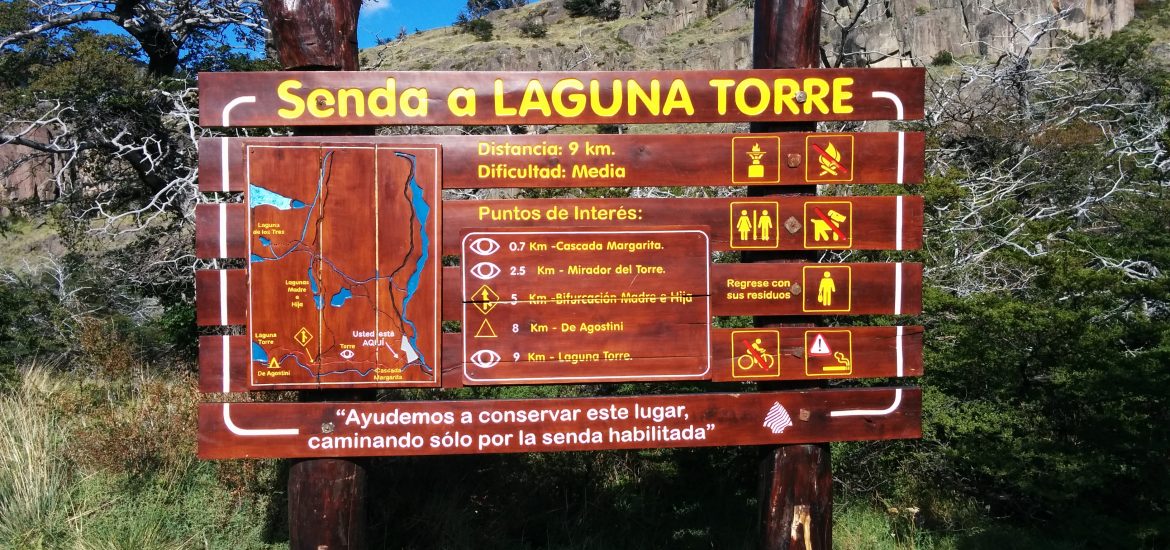 Senda a LAGUNA TORRE
Distancia: 9 km.
Dificultad: Media
Puntos de Interés:
0.7 Km -Cascada Margarita.
2.5 Km - Mirador del Torre.
5 Km -Bifurcación Madre e Hija
8 Km - De Agostini
9 Km - Laguna Torre.
Regrese con
sus residuos
Laguna
de los Tres
Lagunas
Madre
e Hija
Laguna
Torre
De Agostini
Torre
Usted está
AQUÍ
Cascada
Margarita
"Ayudemos a conservar este lugar,
caminando sólo por la senda habilitada"